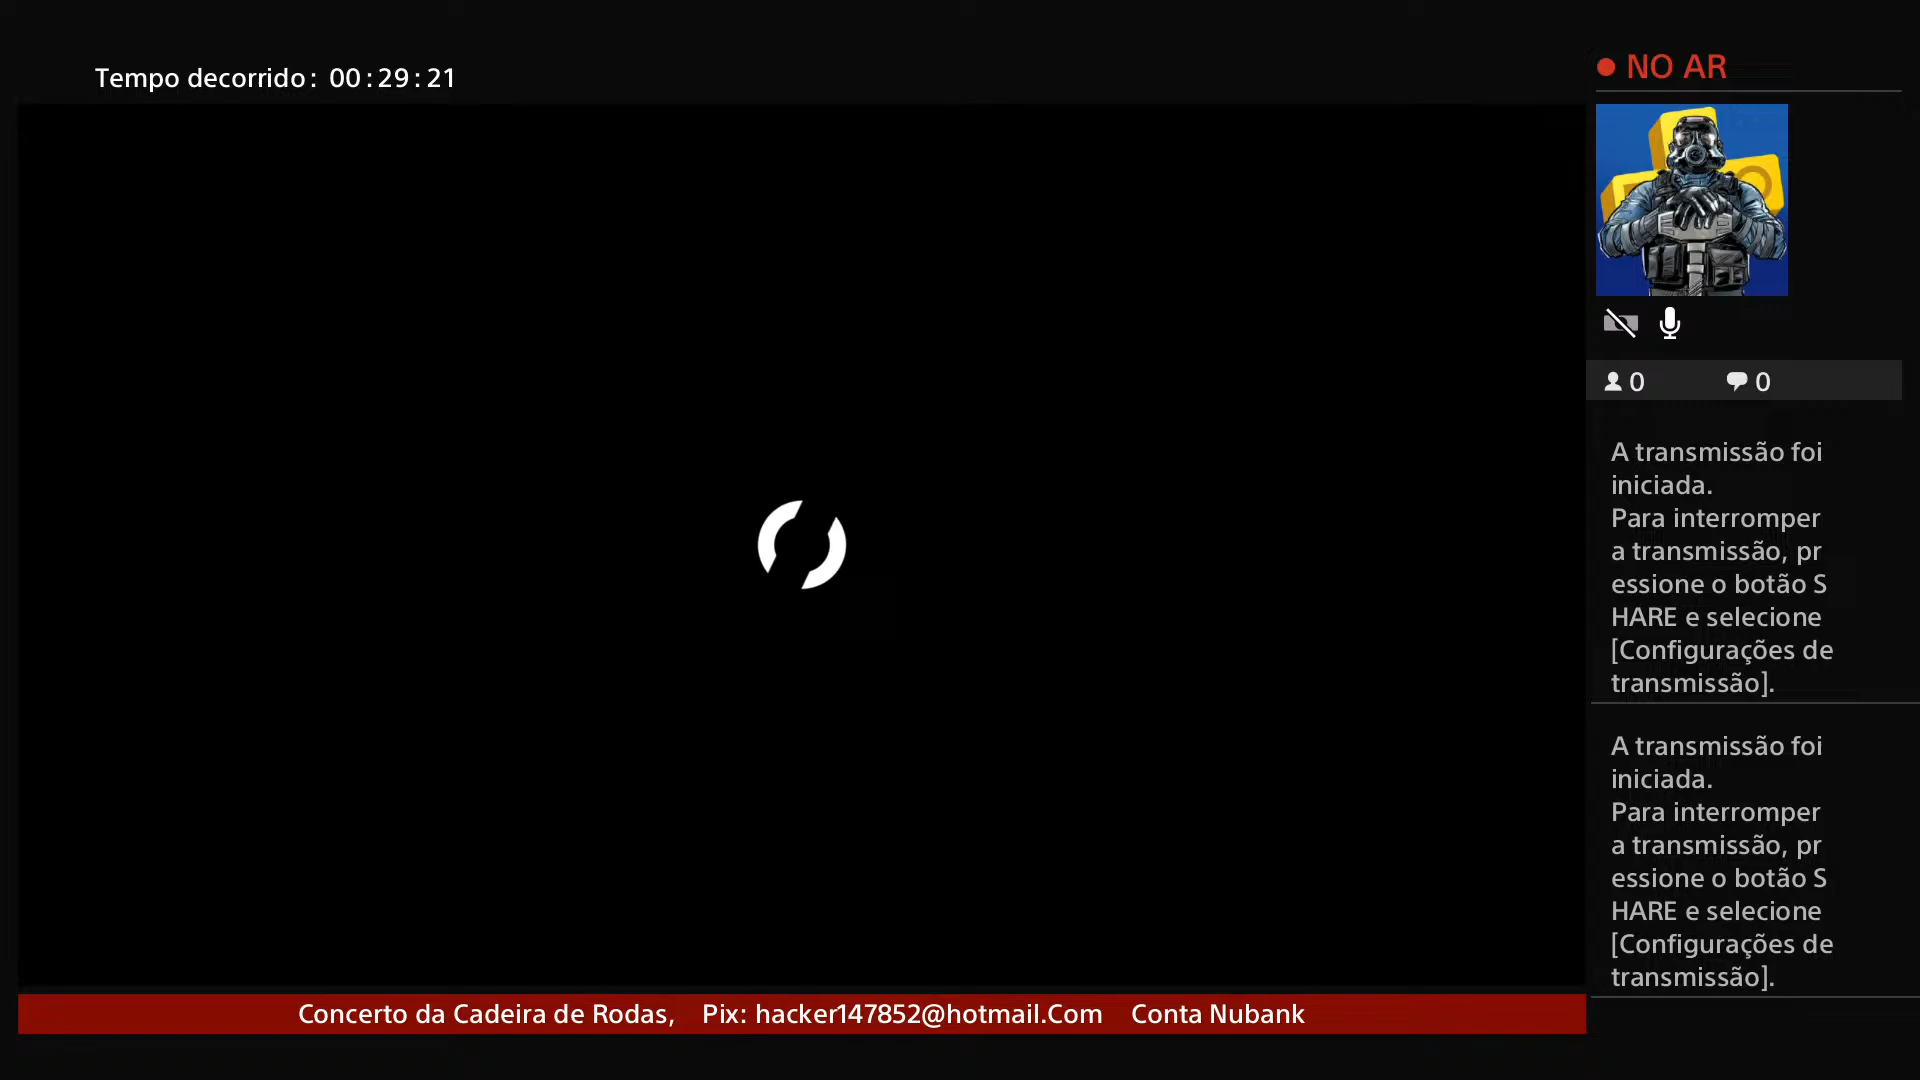 Tempo decorrido: 00:29:21
NO AR
0 0
A transmissão foi
iniciada.
Para interromper
a transmissão, pr
essione o botão S
HARE e selecione
[Configurações de
transmissão].
A transmissão foi
iniciada.
Para interromper
a transmissão, pr
essione o botão S
HARE e selecione
[Configurações de
transmissão].
Concerto da Cadeira de Rodas, Pix: hacker147852@hotmail.Com Conta Nubank